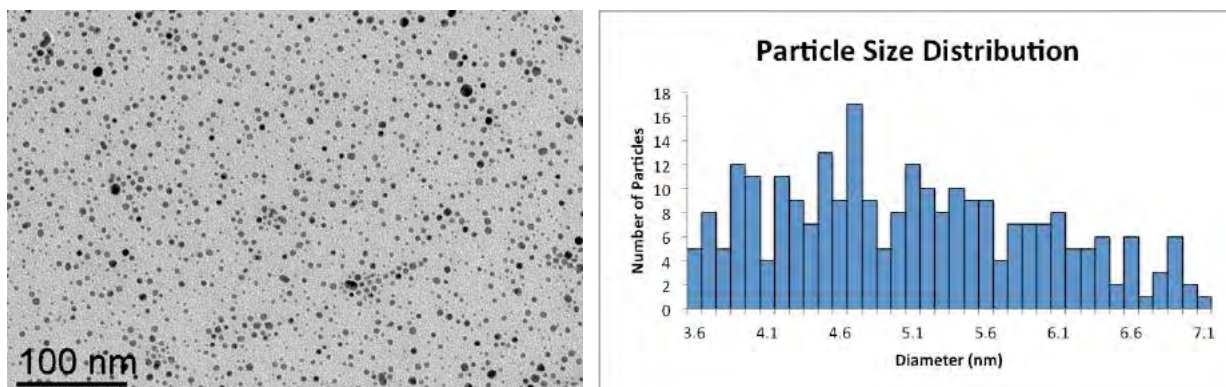 100 nm
Particle Size Distribution
Number of Particles
18
16
14
12
10
8
6
4
2
0
3.6 4.1 4.6 5.1 5.6 6.1 6.6 7.1
Diameter (nm)